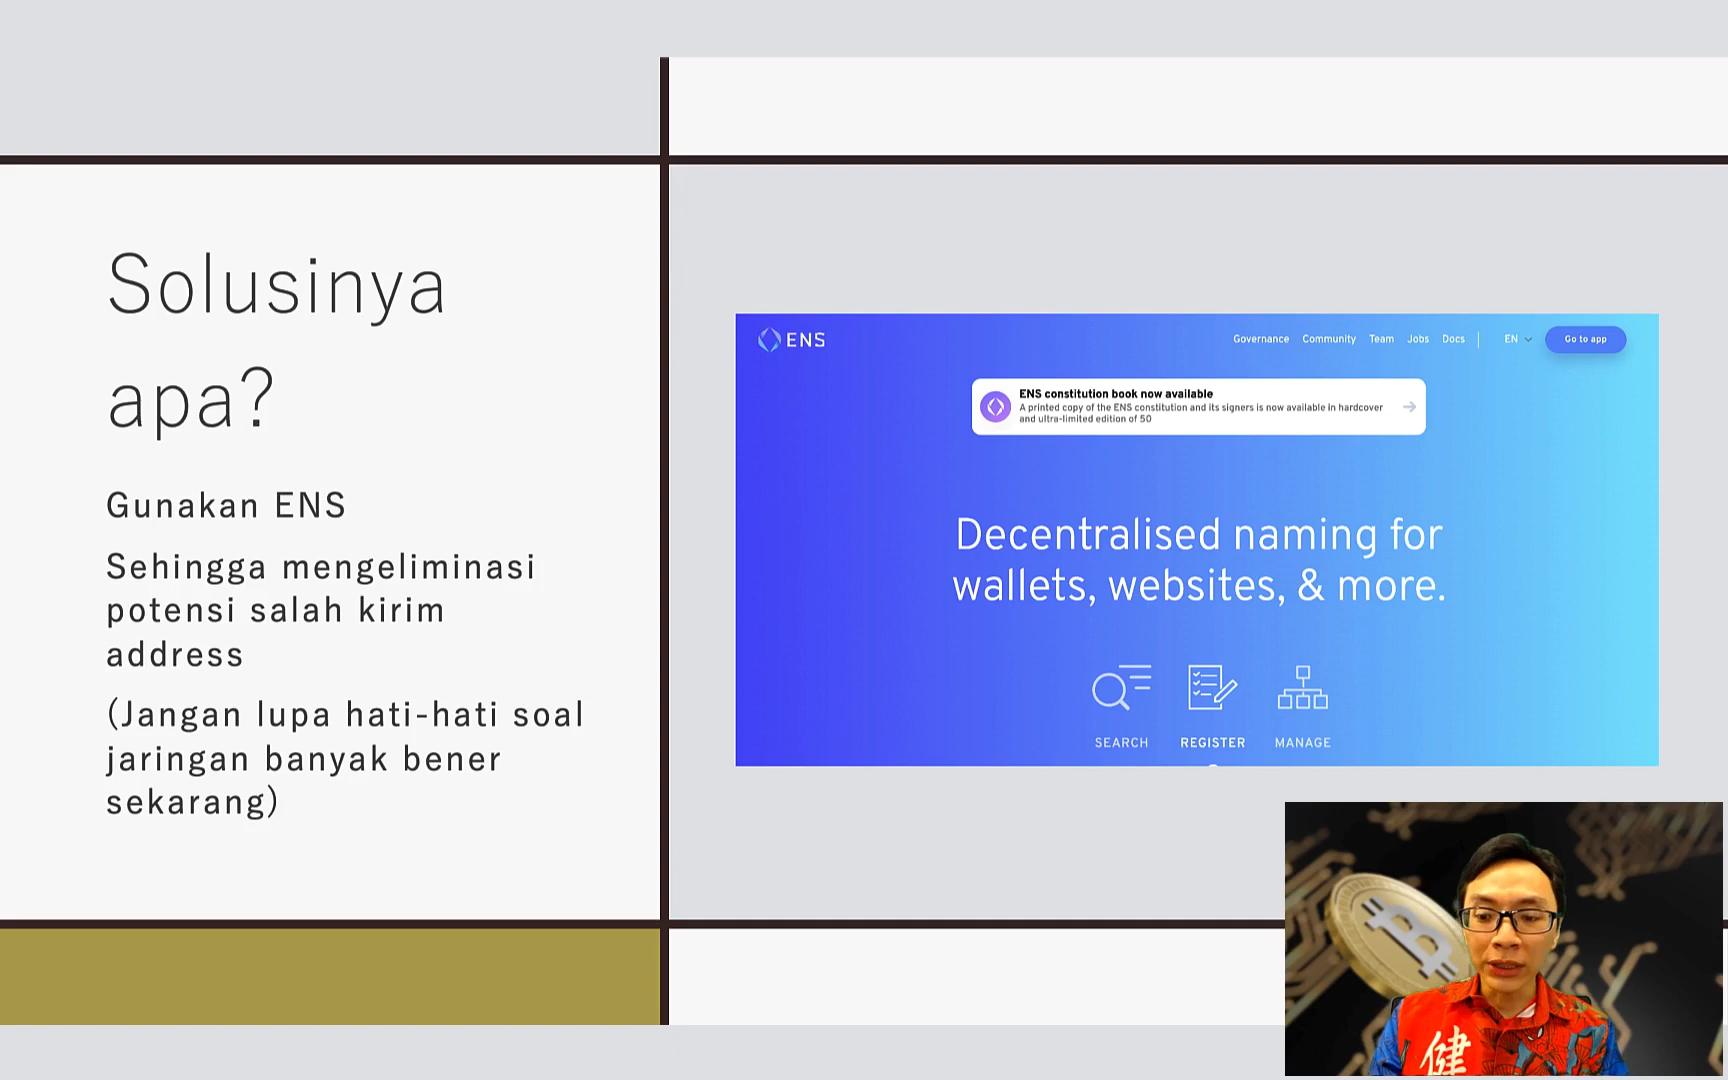 Solusinya
apa?
Gunakan ENS
Sehingga mengeliminasi
potensi salah kirim
address
(Jangan lupa hati-hati soal
jaringan banyak bener
sekarang)
ENS
Governance Community Team Jobs Docs EN Go to app
ENS constitution book now available
A printed copy of the ENS constitution and its signers is now available in hardcover
and ultra-limited edition of 50
Decentralised naming for
wallets, websites, & more.
SEARCH REGISTER MANAGE
健